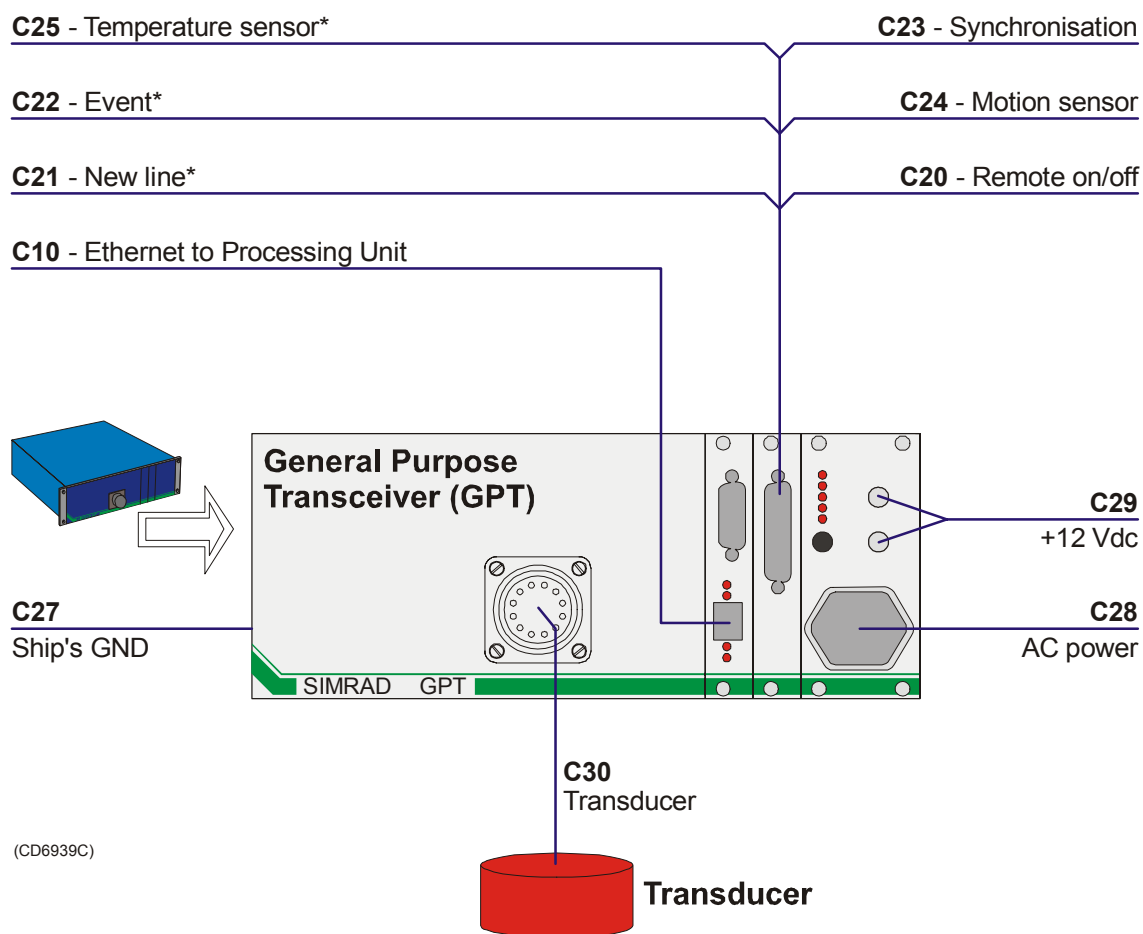 C25 - Temperature sensor*
C23 - Synchronisation
C22 - Event*
C24 - Motion sensor
C21 - New line*
C20 - Remote on/off
C10 - Ethernet to Processing Unit
General Purpose
Transceiver (GPT)
C29
+12 Vdc
C27
Ship's GND
C28
AC power
SIMRAD GPT
C30
Transducer
(CD6939C)
Transducer